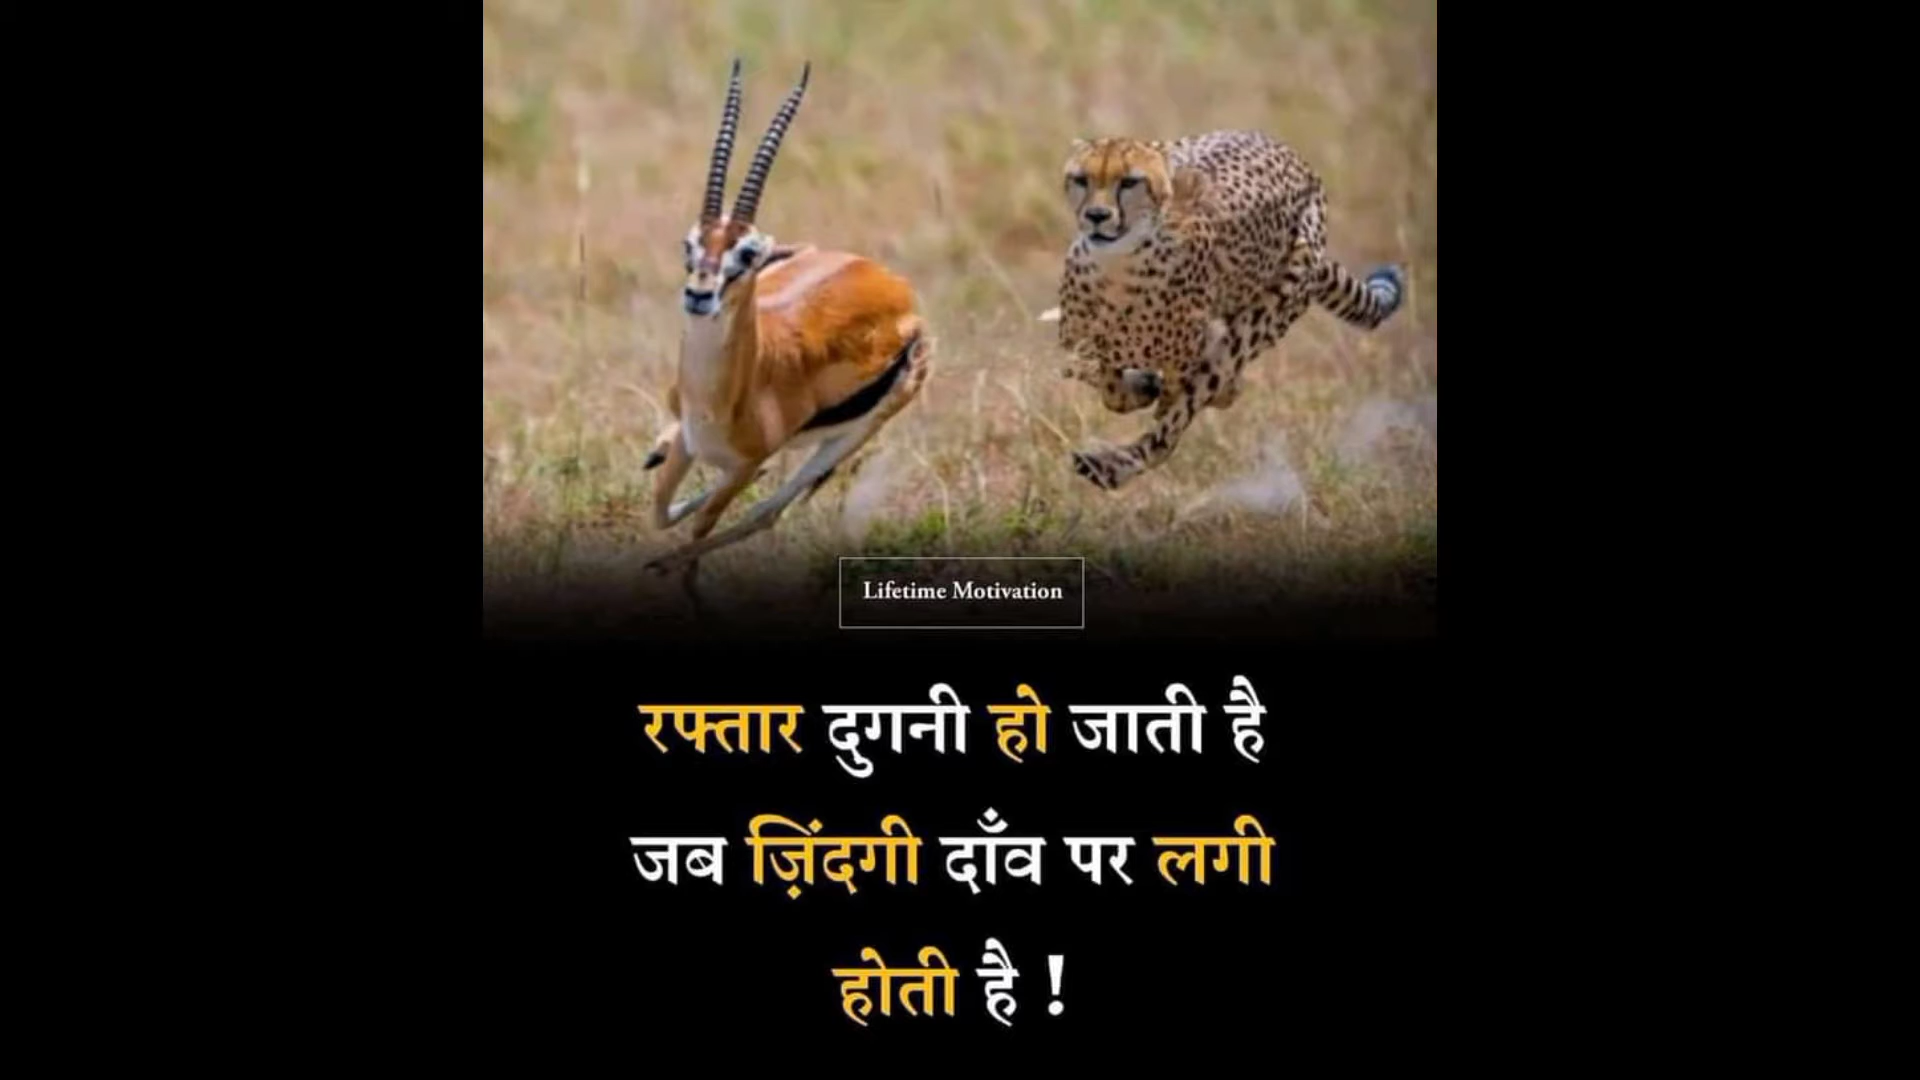 Lifetime Motivation
रफ्तार दुगनी हो जाती है
जब ज़िंदगी दाँव पर लगी
होती है !